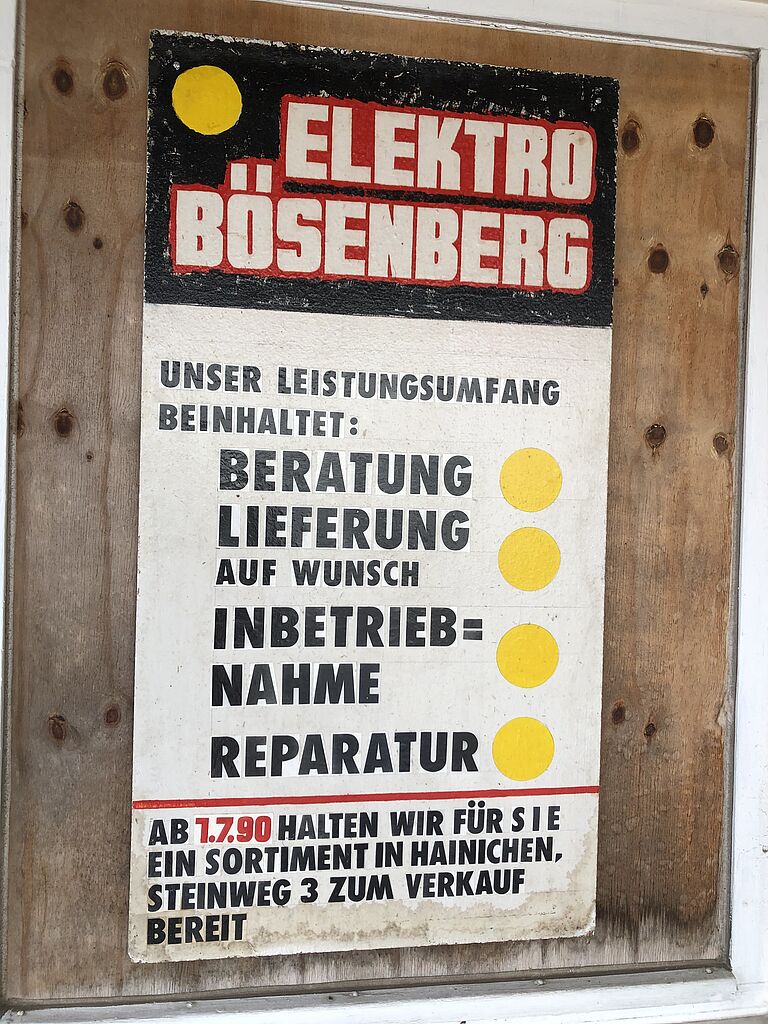 ELEKTRO
BÖSENBERG
UNSER LEISTUNGSUMFANG
BEINHALTET:
BERATUNG
LIEFERUNG
AUF WUNSCH
INBETRIEB=
NAHME
REPARATUR
AB 1.7.90 HALTEN WIR FÜR SIE
EIN SORTIMENT IN HAINICHEN,
STEINWEG 3 ZUM VERKAUF
BEREIT